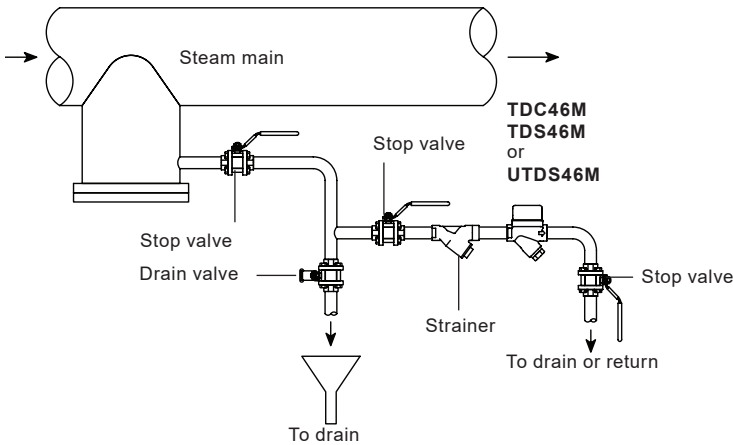 Steam main
TDC46M
TDS46M
or
UTDS46M
Stop valve
Stop valve
Drain valve
Stop valve
Strainer
To drain or return
To drain